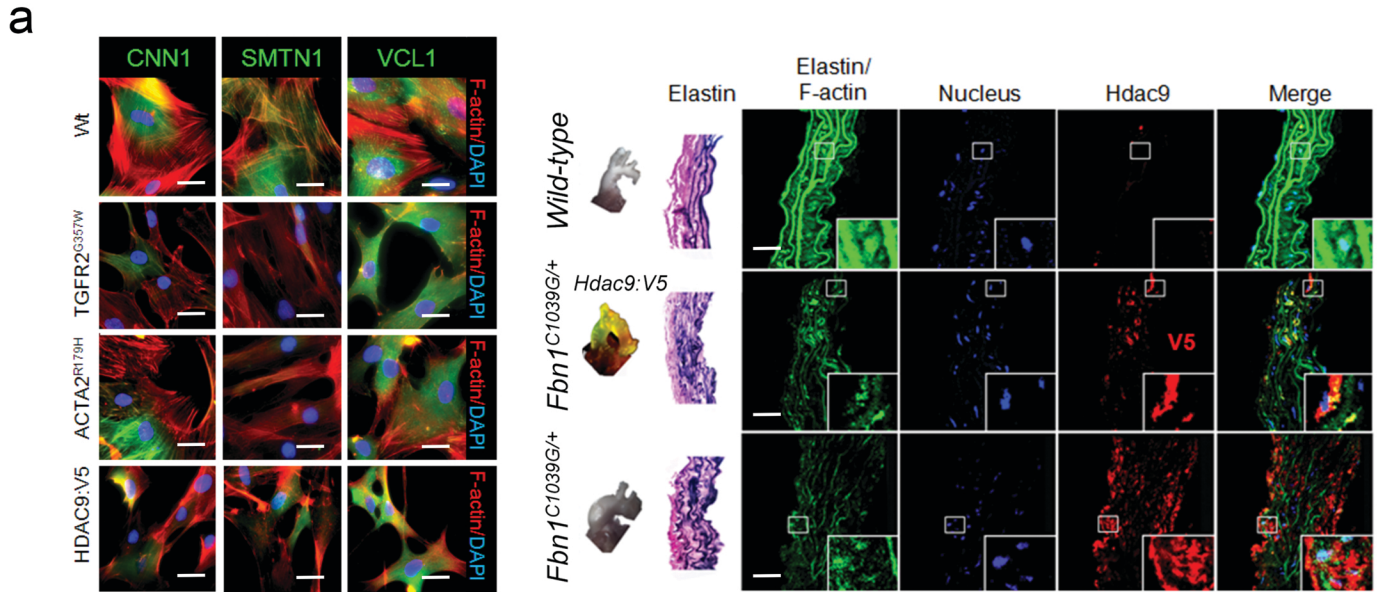 a
CNN1 SMTN1 VCL1
Wt
F-actin/DAPI
TGFR2G357W
F-actin/DAPI
ACTA2R179H
F-actin/DAPI
HDAC9:V5
F-actin/DAPI
Elastin
Elastin/
F-actin
Nucleus
Hdac9
Merge
Wild-type
Hdac9:V5
Fbn1C1039G/+
V5
Fbn1C1039G/+